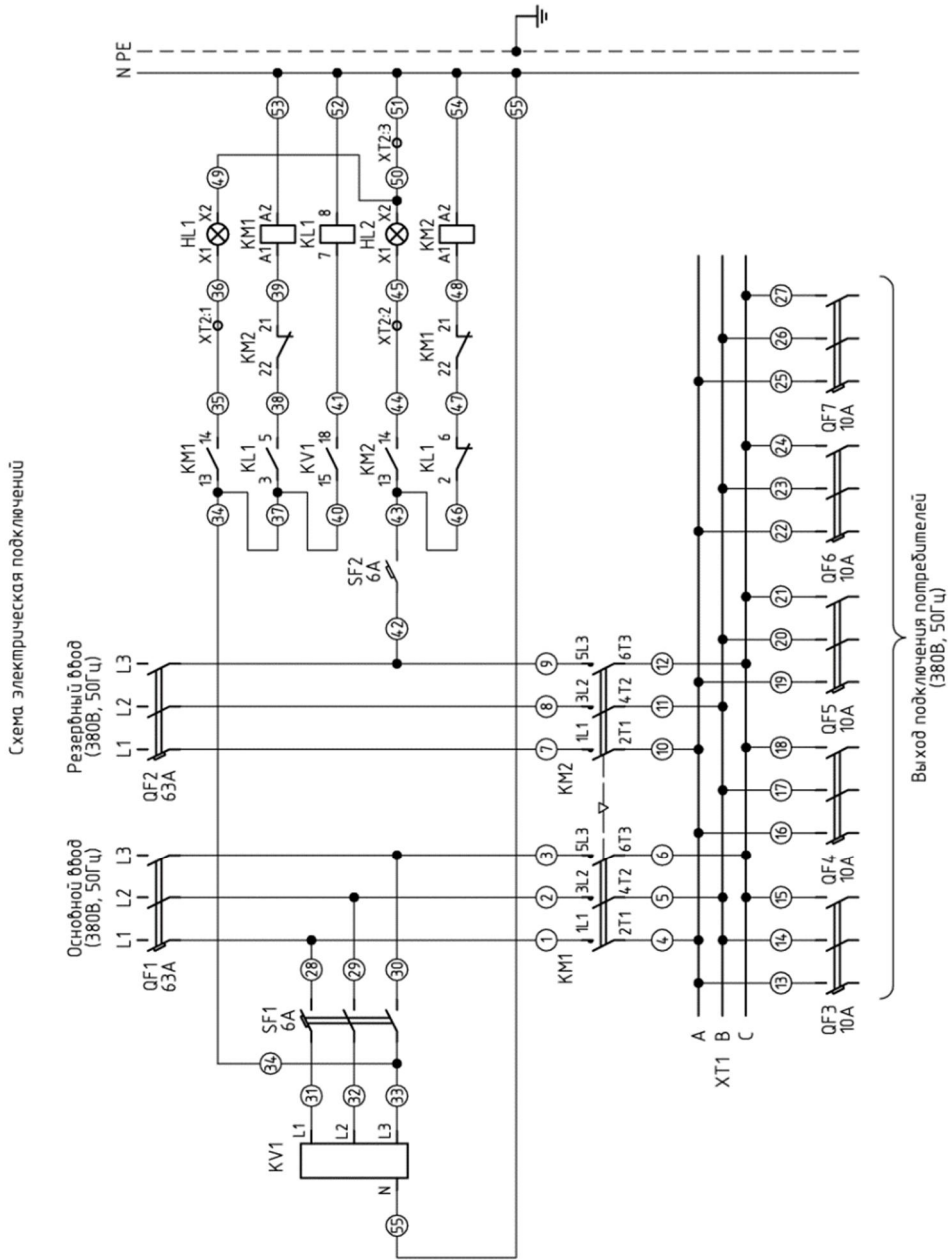 Схема электрическая подключений
Основной ввод
(380В, 50Гц)
L1 L2 L3
QF1
63А
Резервный ввод
(380В, 50Гц)
L1 L2 L3
QF2
63А
N PE
KV1
L1
L2
L3
N
31
32
33
34
55
SF1
6А
28
29
30
1 2 3
7 8 9
KM1
1L1 3L2 5L3
2T1 4T2 6T3
KM2
1L1 3L2 5L3
2T1 4T2 6T3
4 5 6
10 11 12
42
SF2
6А
34
KM1
13 14
35
XT2:1
36
HL1
X1 X2
49
37
KL1
3 5
38
KM2
22 21
39
KM1
A1 A2
53
40
KV1
15 18
41
KL1
7 8
52
43
KM2
13 14
44
XT2:2
45
HL2
X1 X2
50
XT2:3
51
46
KL1
2 6
47
KM1
22 21
48
KM2
A1 A2
54
55
A
XT1 B
C
13 14 15
QF3
10А
16 17 18
QF4
10А
19 20 21
QF5
10А
22 23 24
QF6
10А
25 26 27
QF7
10А
Выход подключения потребителей
(380В, 50Гц)